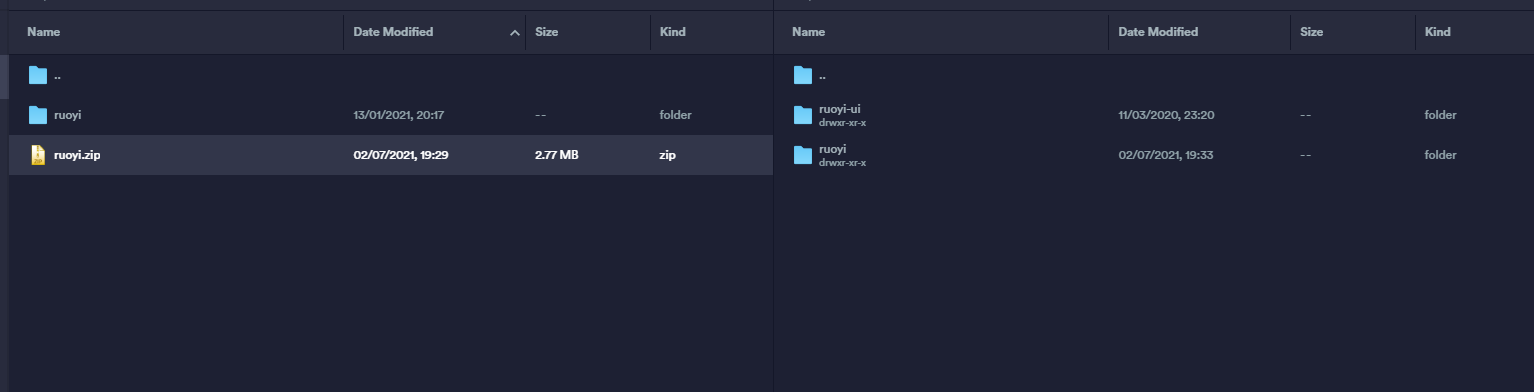 Name Date Modified Size Kind Name Date Modified Size Kind
.. ..
ruoyi 13/01/2021, 20:17 -- folder ruoyi-ui 11/03/2020, 23:20 -- folder
drwxr-xr-x
ruoyi.zip 02/07/2021, 19:29 2.77 MB zip ruoyi 02/07/2021, 19:33 -- folder
drwxr-xr-x